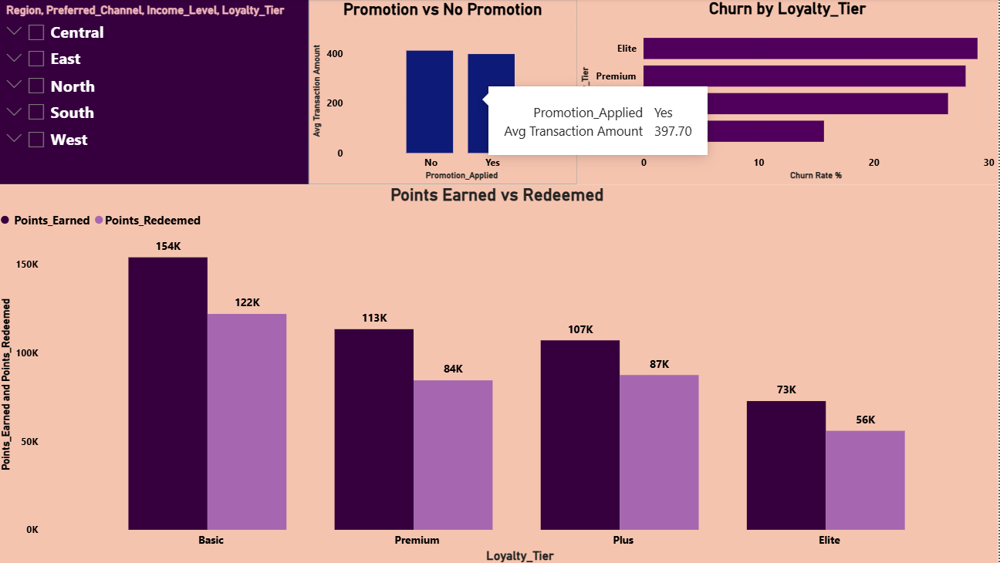 Region, Preferred_Channel, Income_Level, Loyalty_Tier
Central
East
North
South
West
Promotion vs No Promotion
Avg Transaction Amount
400
200
0
No Yes
Promotion_Applied
Promotion_Applied Yes
Avg Transaction Amount 397.70
Churn by Loyalty_Tier
_Tier
Elite
Premium
0 10 20 30
Churn Rate %
Points Earned vs Redeemed
Points_Earned Points_Redeemed
Points_Earned and Points_Redeemed
150K
100K
50K
0K
154K
122K
113K
84K
107K
87K
73K
56K
Basic Premium Plus Elite
Loyalty_Tier